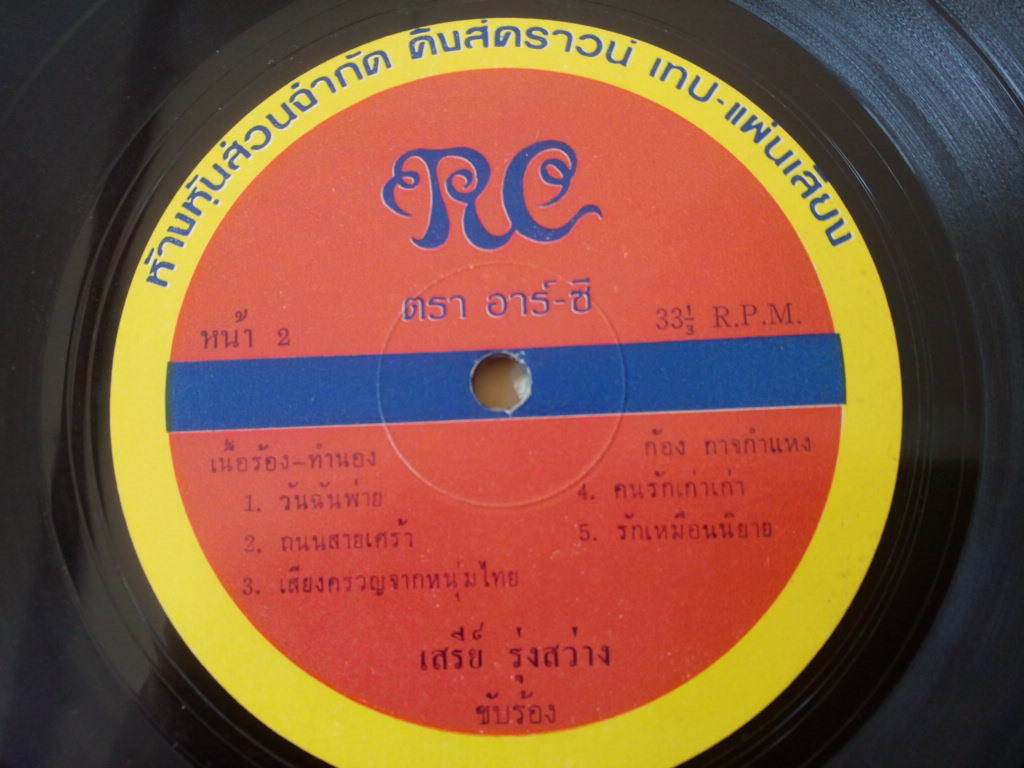 ห้างหุ้นส่วนจำกัด คิงส์คราวน์ เทป-แผ่นเสียง
RC
ตรา อาร์-ซี
หน้า 2
33⅓ R.P.M.
เนื้อร้อง-ทำนอง
ก้อง กาจกำแหง
1. วันฉันพ่าย
2. ถนนสายเศร้า
3. เสียงครวญจากหนุ่มไทย
4. คนรักเก่าเก่า
5. รักเหมือนนิยาย
เสรีย์ รุ่งสว่าง
ขับร้อง